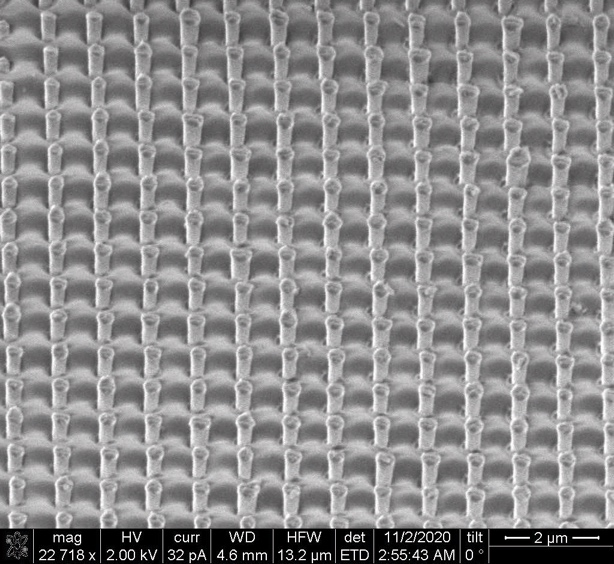 mag HV curr WD HFW det 11/2/2020 tilt
22 718 x 2.00 kV 32 pA 4.6 mm 13.2 µm ETD 2:55:43 AM 0 ° 2 µm